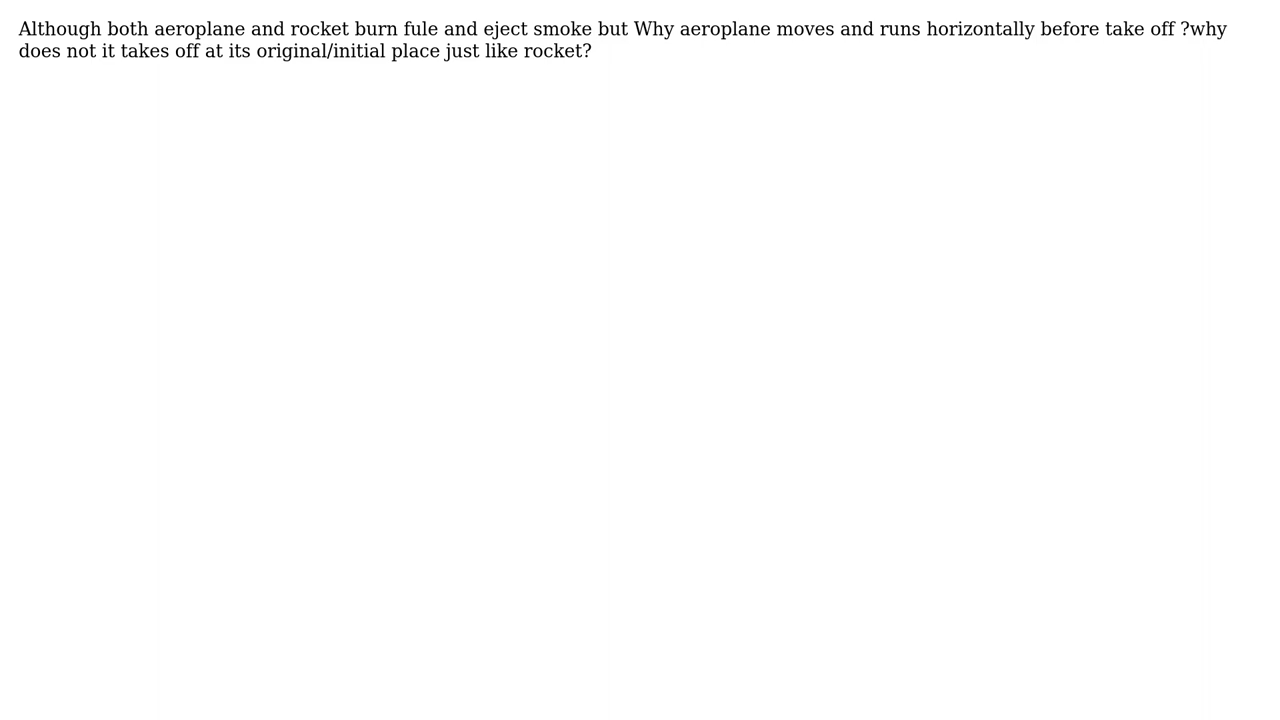 Although both aeroplane and rocket burn fule and eject smoke but Why aeroplane moves and runs horizontally before take off ?why
does not it takes off at its original/initial place just like rocket?